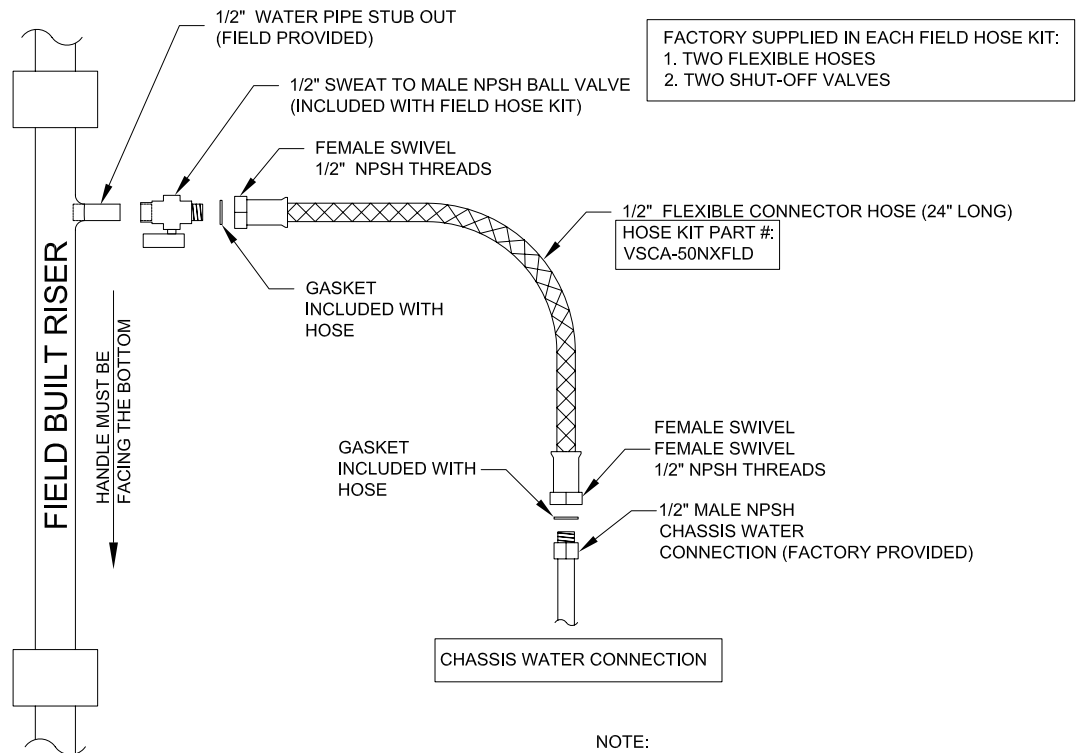 1/2" WATER PIPE STUB OUT
(FIELD PROVIDED)
FACTORY SUPPLIED IN EACH FIELD HOSE KIT:
1. TWO FLEXIBLE HOSES
2. TWO SHUT-OFF VALVES
1/2" SWEAT TO MALE NPSH BALL VALVE
(INCLUDED WITH FIELD HOSE KIT)
FEMALE SWIVEL
1/2" NPSH THREADS
1/2" FLEXIBLE CONNECTOR HOSE (24" LONG)
HOSE KIT PART #:
VSCA-50NXFLD
GASKET
INCLUDED WITH
HOSE
FIELD BUILT RISER
HANDLE MUST BE
FACING THE BOTTOM
GASKET
INCLUDED WITH
HOSE
FEMALE SWIVEL
FEMALE SWIVEL
1/2" NPSH THREADS
1/2" MALE NPSH
CHASSIS WATER
CONNECTION (FACTORY PROVIDED)
CHASSIS WATER CONNECTION
NOTE: